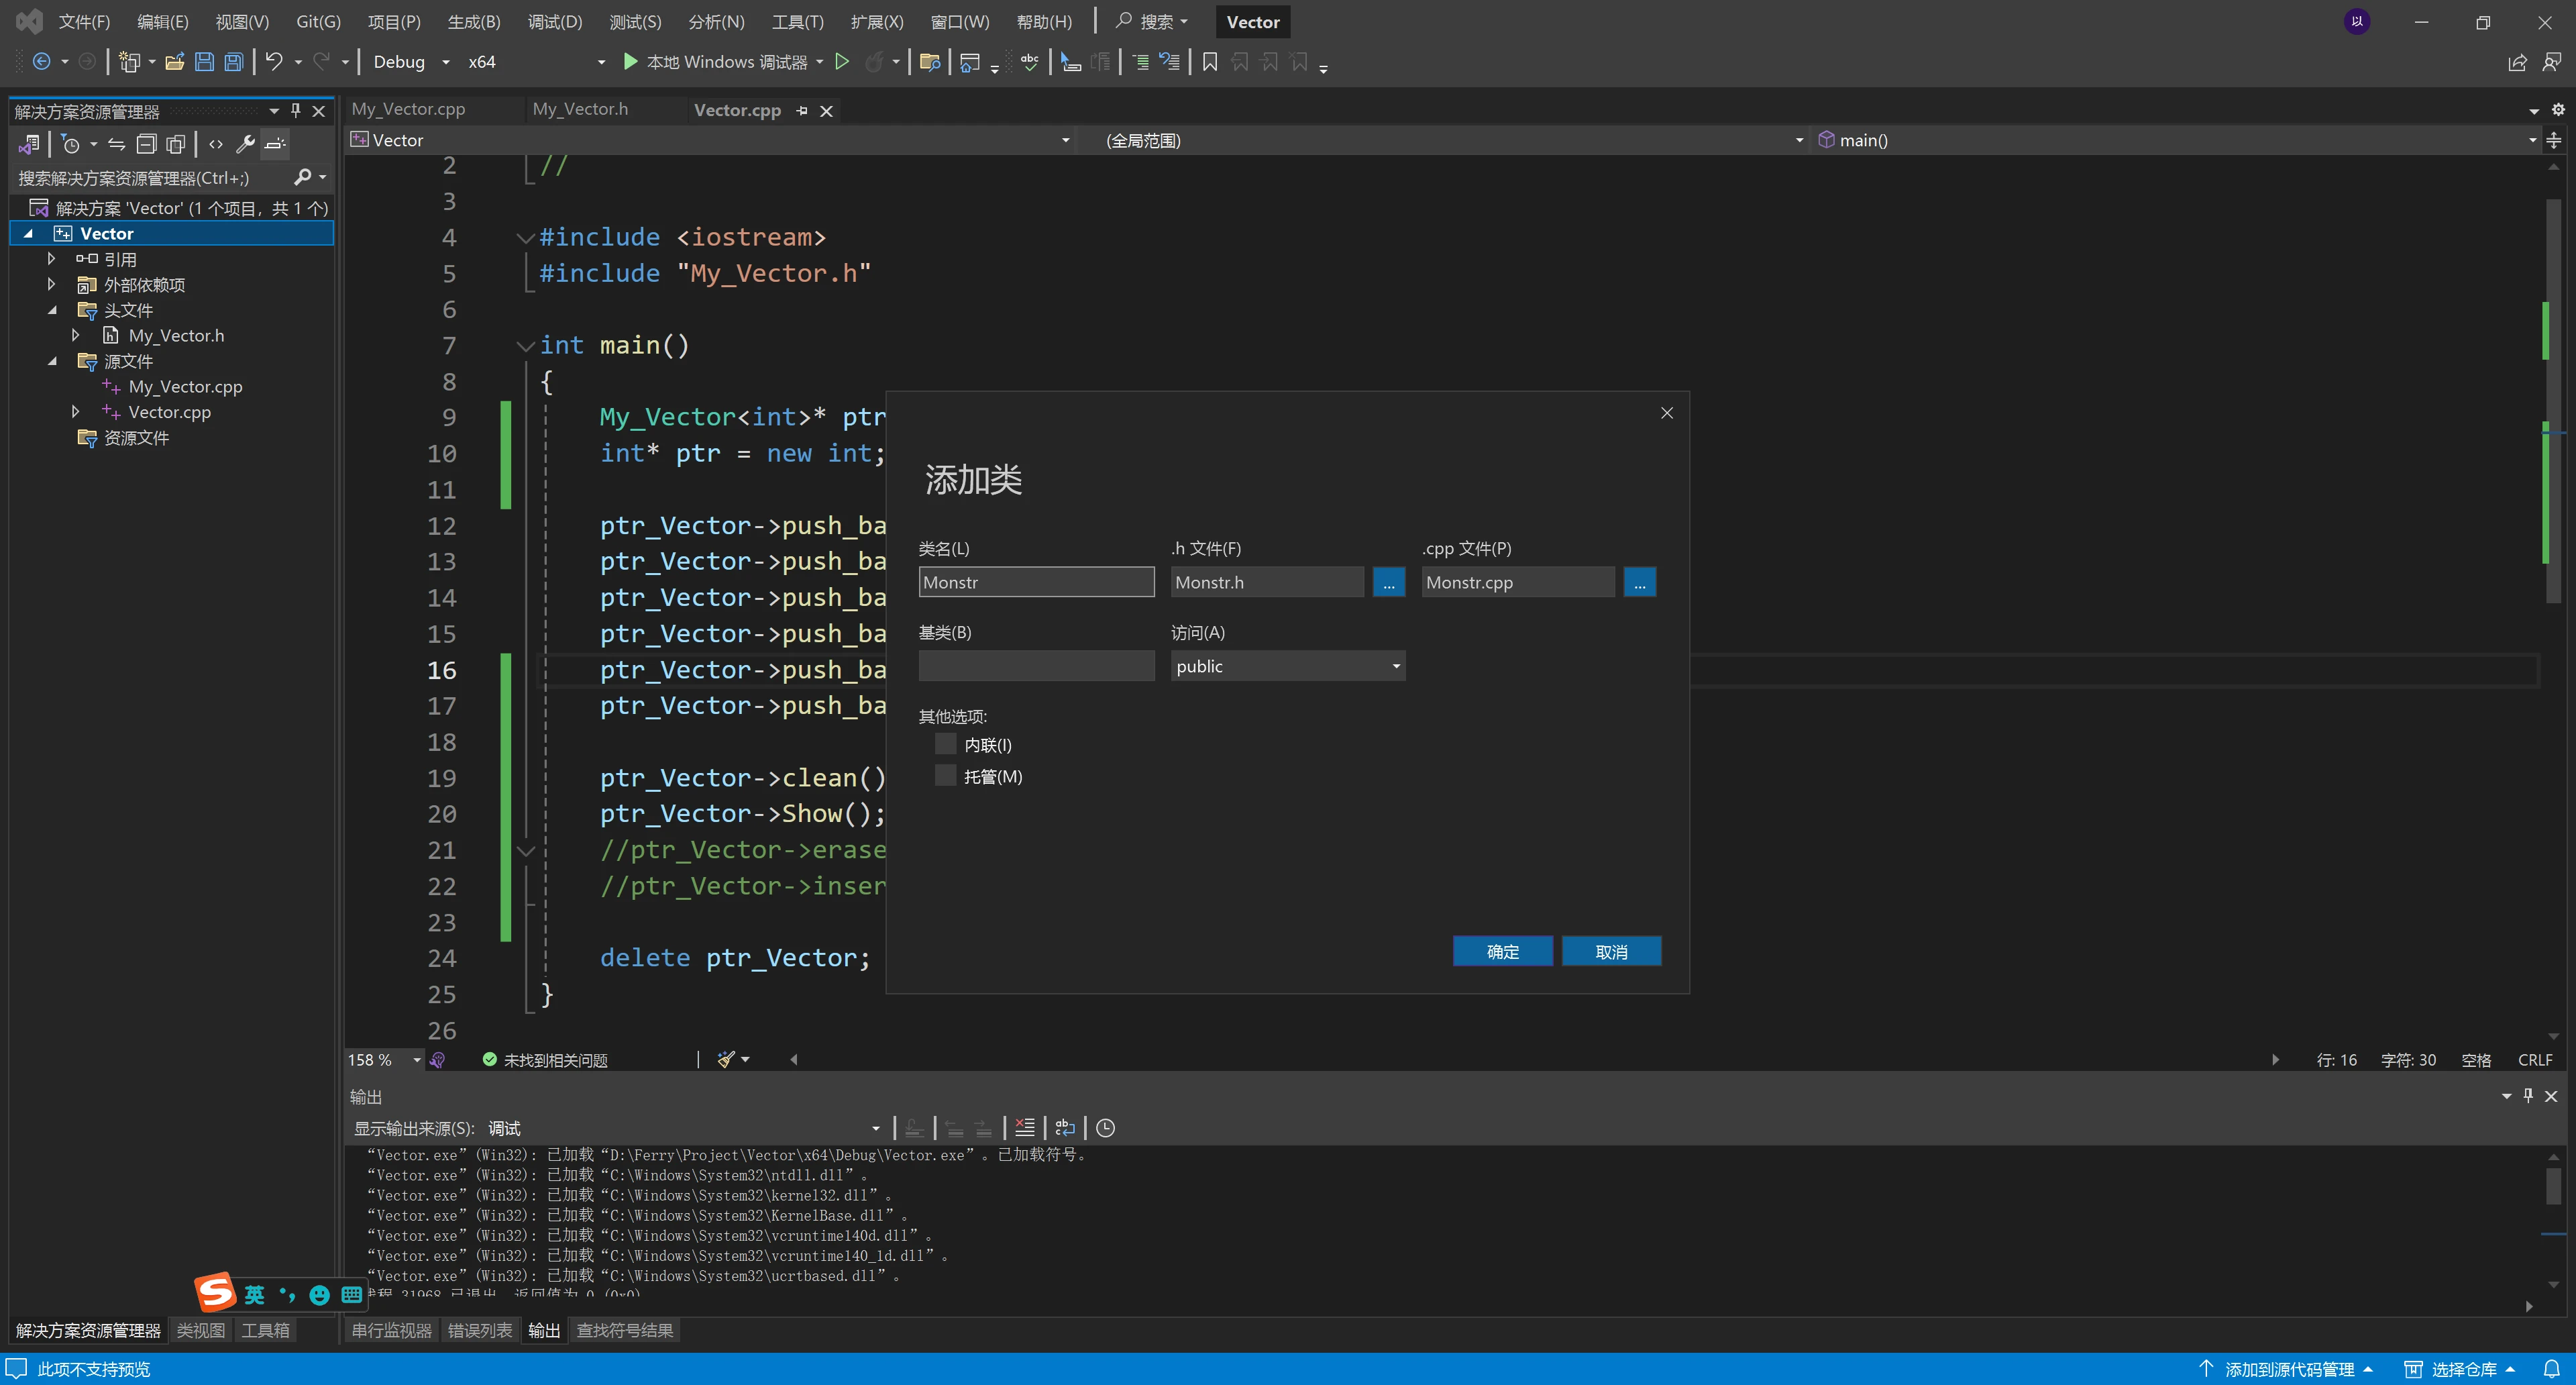 文件(F) 编辑(E) 视图(V) Git(G) 项目(P) 生成(B) 调试(D) 测试(S) 分析(N) 工具(T) 扩展(X) 窗口(W) 帮助(H) 搜索 Vector 以
Debug x64 本地 Windows 调试器
解决方案资源管理器
搜索解决方案资源管理器(Ctrl+;)
解决方案 'Vector' (1 个项目，共 1 个)
Vector
引用
外部依赖项
头文件
My_Vector.h
源文件
My_Vector.cpp
Vector.cpp
资源文件
My_Vector.cpp My_Vector.h Vector.cpp
Vector (全局范围) main()
2 //
3
4 #include <iostream>
5 #include "My_Vector.h"
6
7 int main()
8 {
9 My_Vector<int>* ptr
10 int* ptr = new int;
11
12 ptr_Vector->push_ba
13 ptr_Vector->push_ba
14 ptr_Vector->push_ba
15 ptr_Vector->push_ba
16 ptr_Vector->push_ba
17 ptr_Vector->push_ba
18
19 ptr_Vector->clean()
20 ptr_Vector->Show();
21 //ptr_Vector->erase
22 //ptr_Vector->inser
23
24 delete ptr_Vector;
25 }
26
添加类
类名(L) .h 文件(F) .cpp 文件(P)
Monstr Monstr.h ... Monstr.cpp ...
基类(B) 访问(A)
public
其他选项:
内联(I)
托管(M)
确定 取消
158 % 未找到相关问题 行: 16 字符: 30 空格 CRLF
输出
显示输出来源(S): 调试
“Vector.exe”(Win32): 已加载“D:\Ferry\Project\Vector\x64\Debug\Vector.exe”。已加载符号。
“Vector.exe”(Win32): 已加载“C:\Windows\System32\ntdll.dll”。
“Vector.exe”(Win32): 已加载“C:\Windows\System32\kernel32.dll”。
“Vector.exe”(Win32): 已加载“C:\Windows\System32\KernelBase.dll”。
“Vector.exe”(Win32): 已加载“C:\Windows\System32\vcruntime140d.dll”。
“Vector.exe”(Win32): 已加载“C:\Windows\System32\vcruntime140_1d.dll”。
“Vector.exe”(Win32): 已加载“C:\Windows\System32\ucrtbased.dll”。
线程 31968 已退出，返回值为 0 (0x0)
英
解决方案资源管理器 类视图 工具箱 串行监视器 错误列表 输出 查找符号结果
此项不支持预览 添加到源代码管理 选择仓库